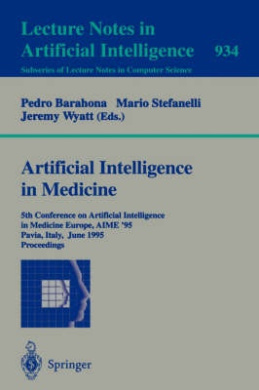 Lecture Notes in
Artificial Intelligence 934
Subseries of Lecture Notes in Computer Science
Pedro Barahona Mario Stefanelli
Jeremy Wyatt (Eds.)
Artificial Intelligence
in Medicine
5th Conference on Artificial Intelligence
in Medicine Europe, AIME '95
Pavia, Italy, June 1995
Proceedings
Springer